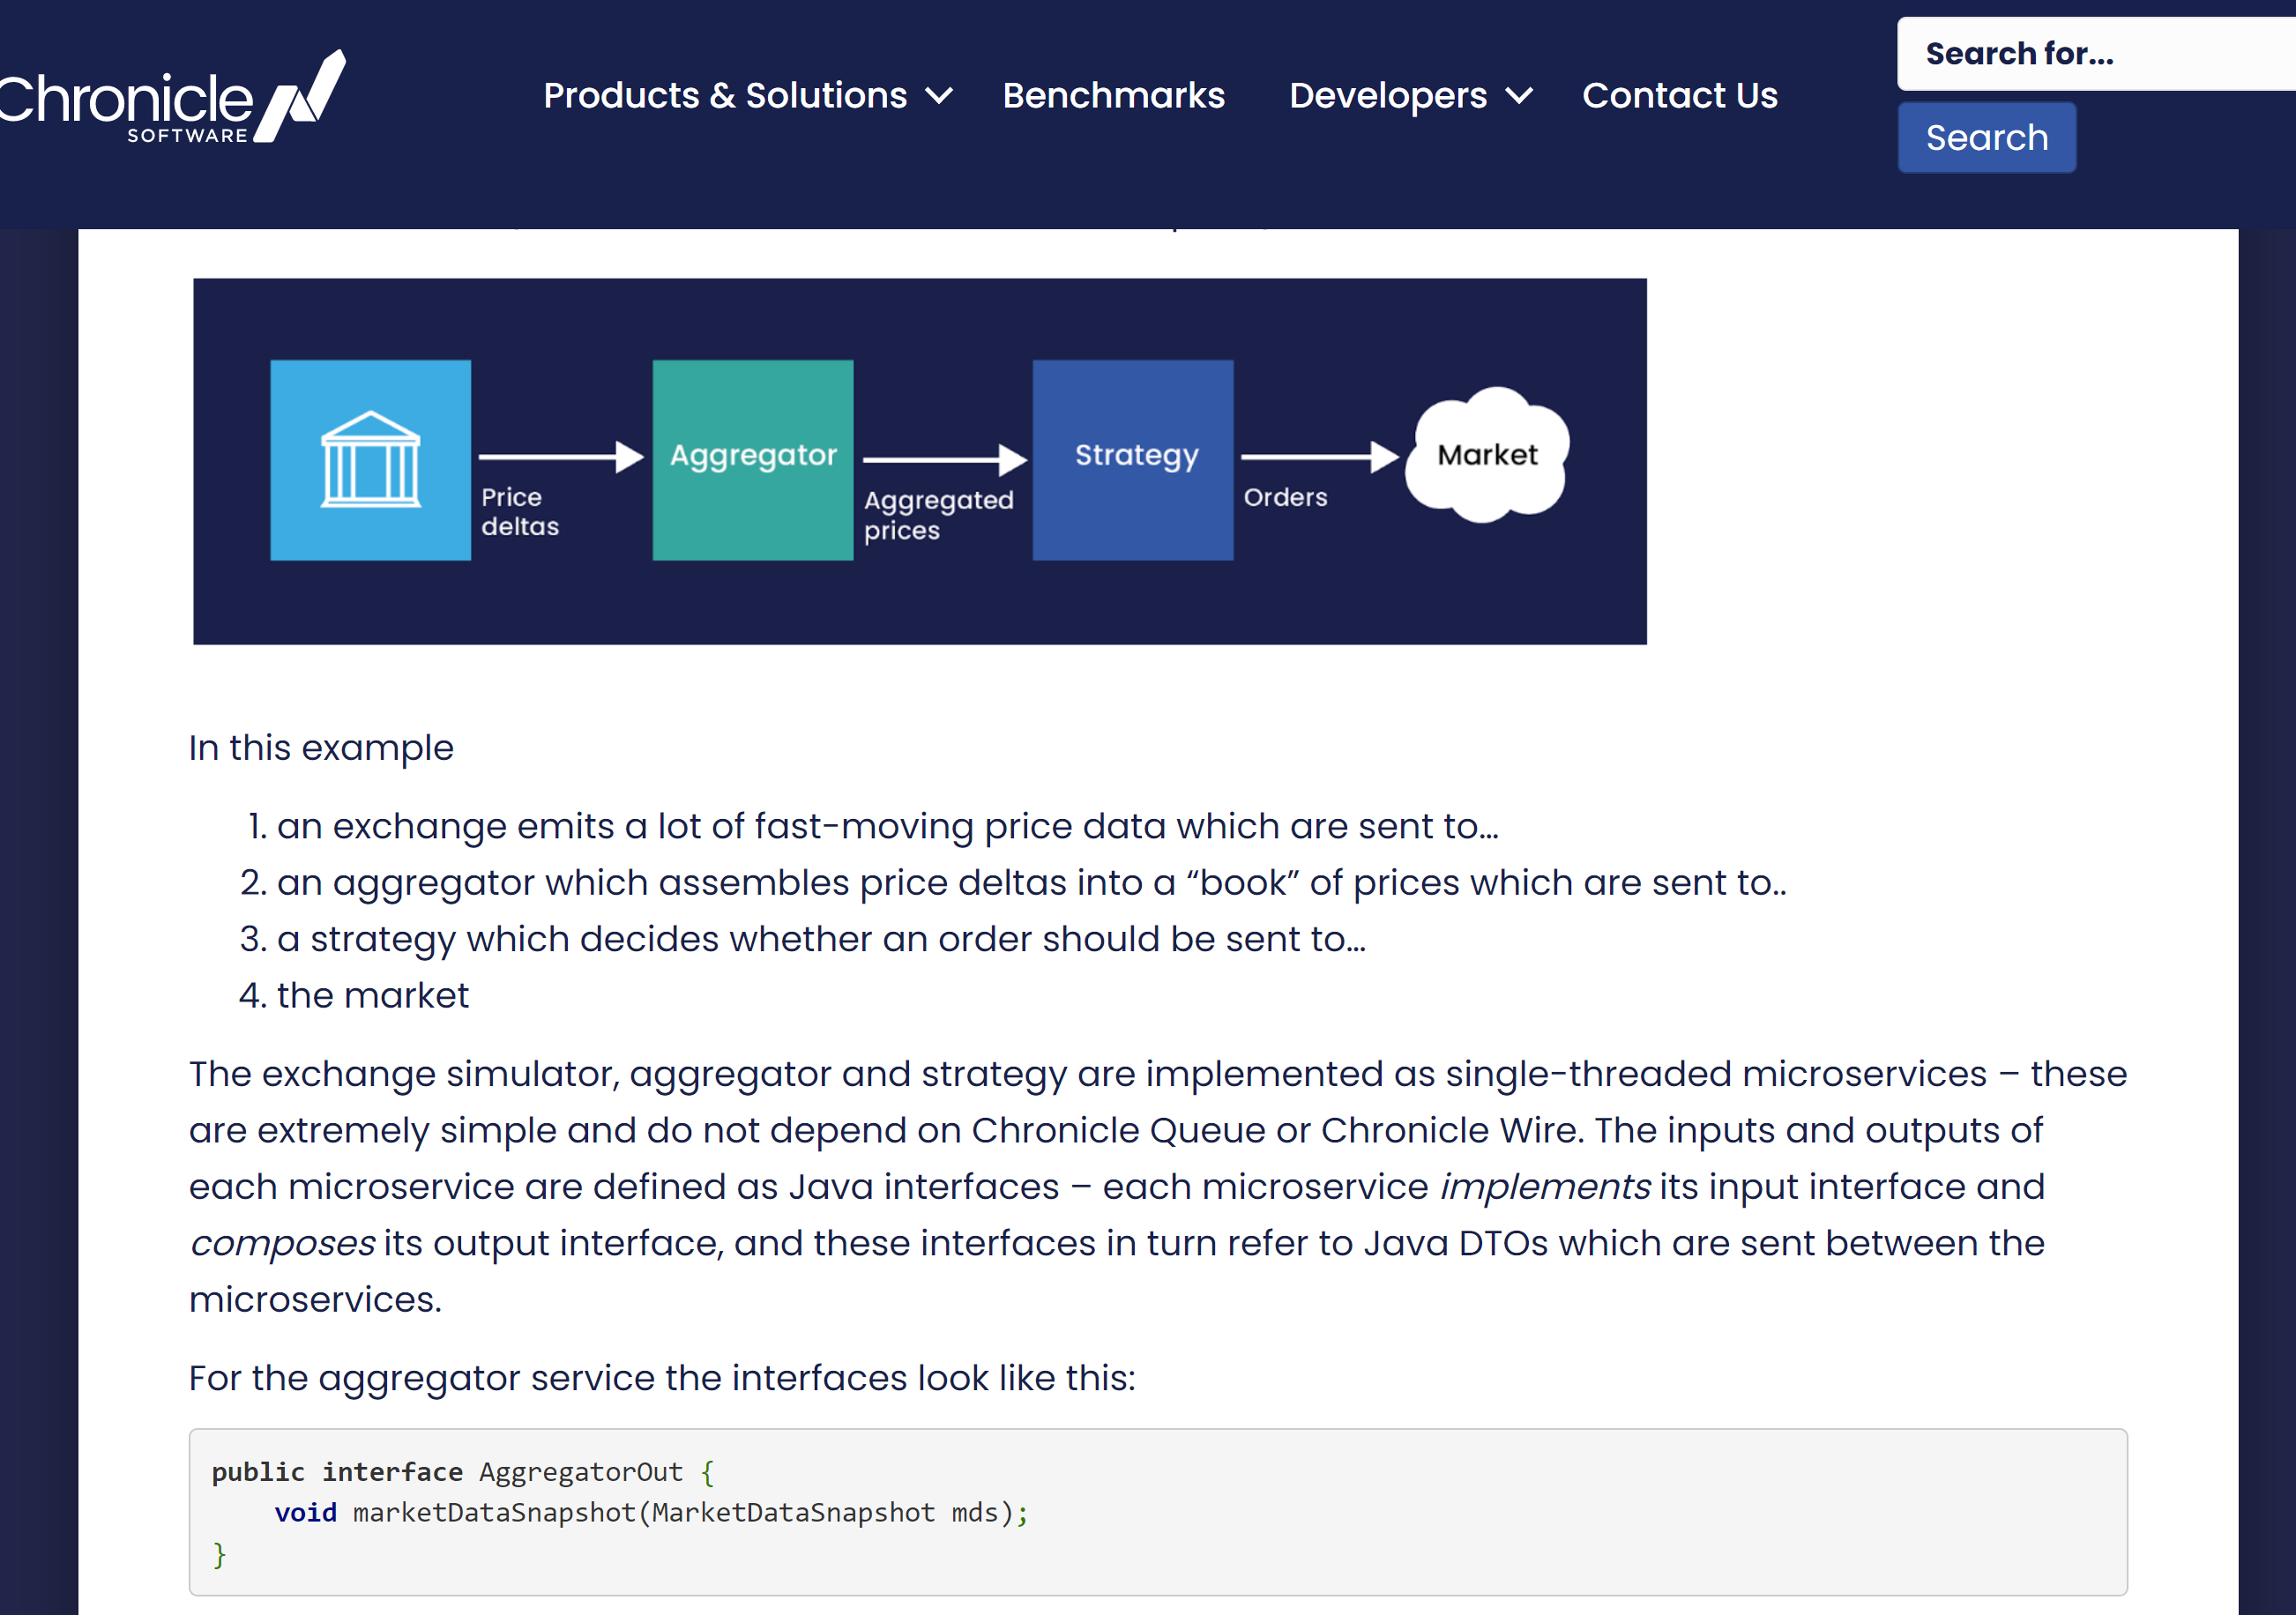 Chronicle
SOFTWARE
Products & Solutions
Benchmarks
Developers
Contact Us
Search for...
Search
Price
deltas
Aggregator
Aggregated
prices
Strategy
Orders
Market
In this example
1. an exchange emits a lot of fast-moving price data which are sent to…
2. an aggregator which assembles price deltas into a “book” of prices which are sent to..
3. a strategy which decides whether an order should be sent to…
4. the market
The exchange simulator, aggregator and strategy are implemented as single-threaded microservices – these
are extremely simple and do not depend on Chronicle Queue or Chronicle Wire. The inputs and outputs of
each microservice are defined as Java interfaces – each microservice implements its input interface and
composes its output interface, and these interfaces in turn refer to Java DTOs which are sent between the
microservices.
For the aggregator service the interfaces look like this:
public interface AggregatorOut {
    void marketDataSnapshot(MarketDataSnapshot mds);
}